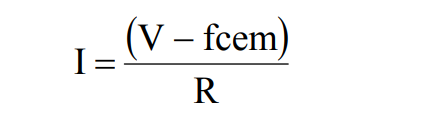 I = (V – fcem) / R